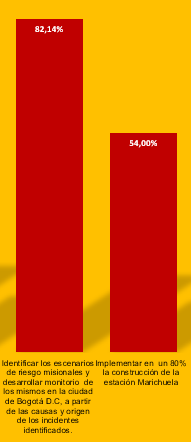 82,14%
54,00%
Identificar los escenarios
de riesgo misionales y
desarrollar monitorio de
los mismos en la ciudad
de Bogotá D.C, a partir
de las causas y origen
de los incidentes
identificados.
Implementar en un 80%
la construcción de la
estación Marichuela